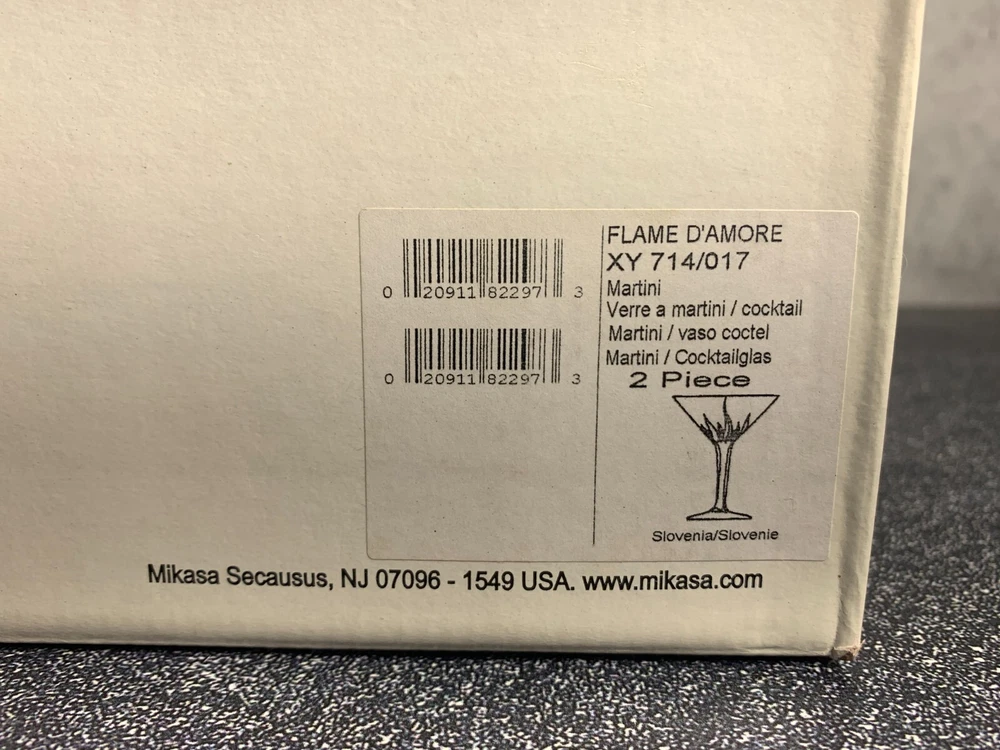 0 20911 82297 3
0 20911 82297 3
FLAME D'AMORE
XY 714/017
Martini
Verre a martini / cocktail
Martini / vaso coctel
Martini / Cocktailglas
2 Piece
Slovenia/Slovenie
Mikasa Secausus, NJ 07096 - 1549 USA. www.mikasa.com